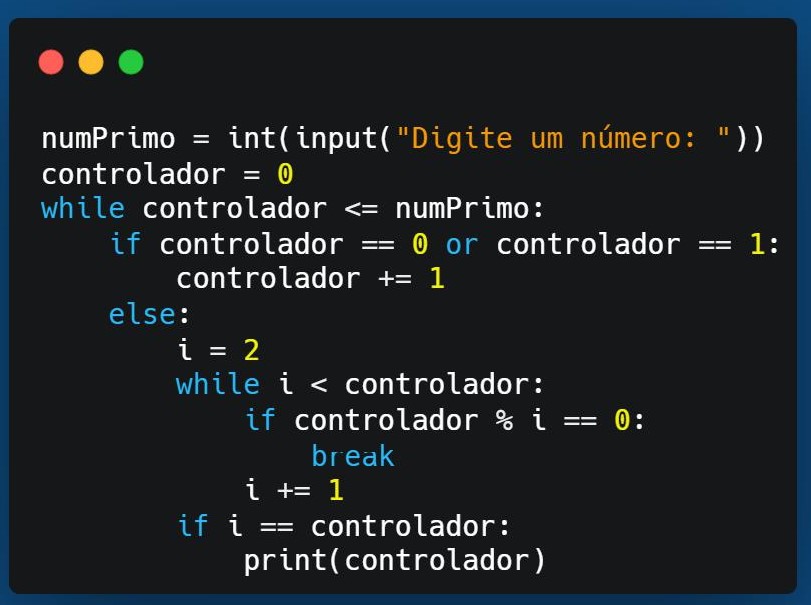 numPrimo = int(input("Digite um número: "))
controlador = 0
while controlador <= numPrimo:
    if controlador == 0 or controlador == 1:
        controlador += 1
    else:
        i = 2
        while i < controlador:
            if controlador % i == 0:
                break
            i += 1
        if i == controlador:
            print(controlador)